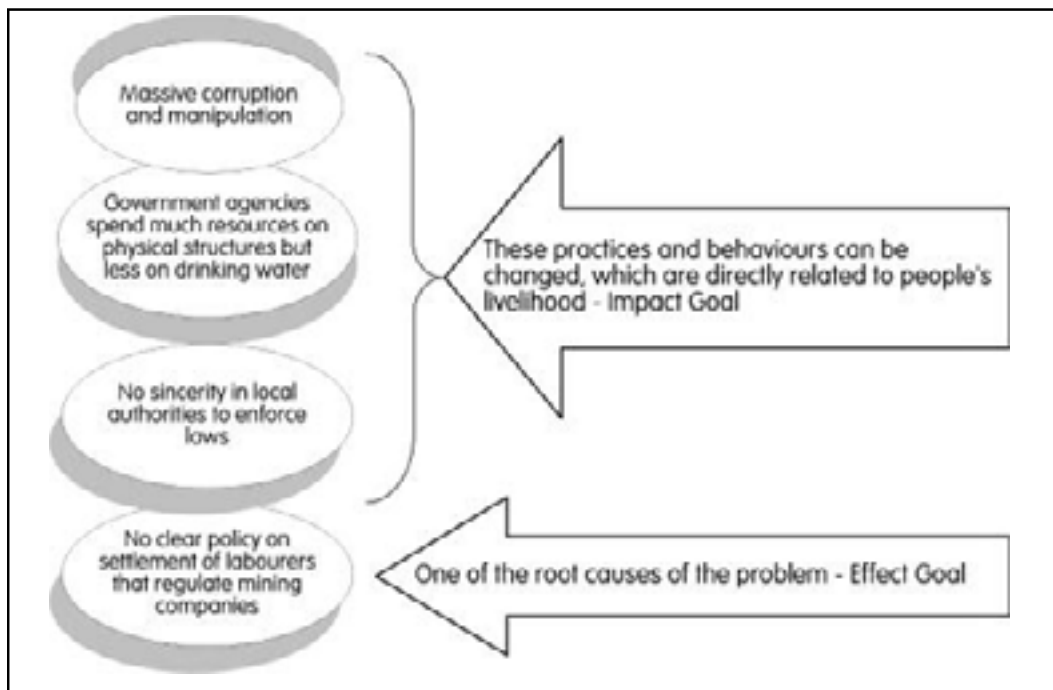 Massive corruption
and manipulation
Government agencies
spend much resources on
physical structures but
less on drinking water
These practices and behaviours can be
changed, which are directly related to people's
livelihood - Impact Goal
No sincerity in local
authorities to enforce
laws
No clear policy on
settlement of labourers
that regulate mining
companies
One of the root causes of the problem - Effect Goal